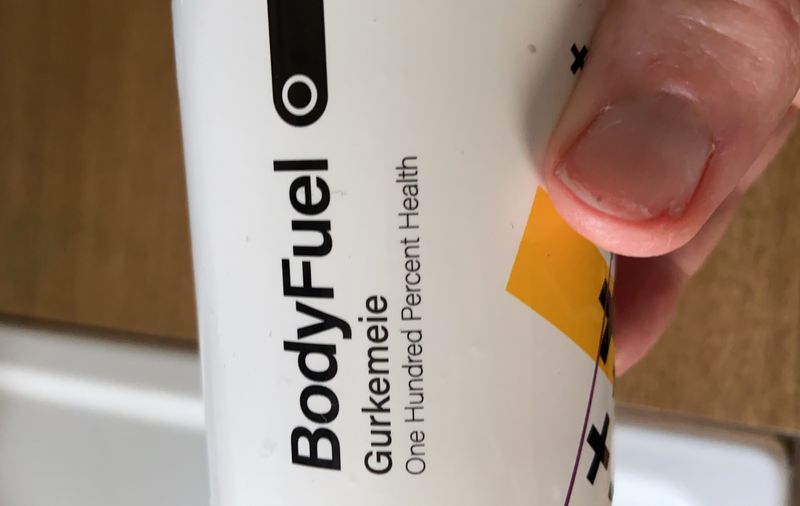 BodyFuel
Gurkemeie
One Hundred Percent Health